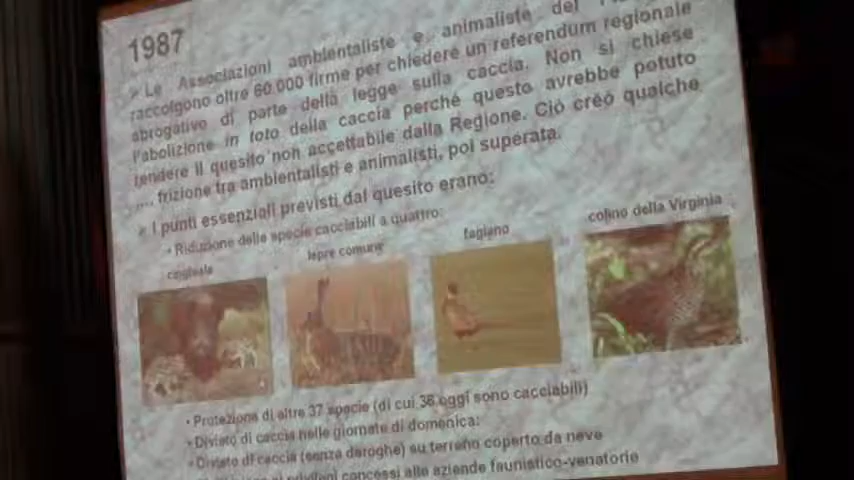 1987
Le Associazioni ambientaliste e animaliste del
raccolgono oltre 60.000 firme per chiedere un referendum regionale
abrogativo di parte della legge sulla caccia. Non si chiese
l'abolizione in toto della caccia perché questo avrebbe potuto
rendere il quesito non accettabile dalla Regione. Ciò creò qualche
.... frizione tra ambientalisti e animalisti, poi superata.
I punti essenziali previsti dal quesito erano:
Riduzione delle specie cacciabili a quattro:
cinghiale lepre comune fagiano colino della Virginia
Protezione di altre 37 specie (di cui 36 oggi sono cacciabili)
Divieto di caccia nelle giornate di domenica;
Divieto di caccia (senza deroghe) su terreno coperto da neve
privilegi concessi alle aziende faunistico-venatorie